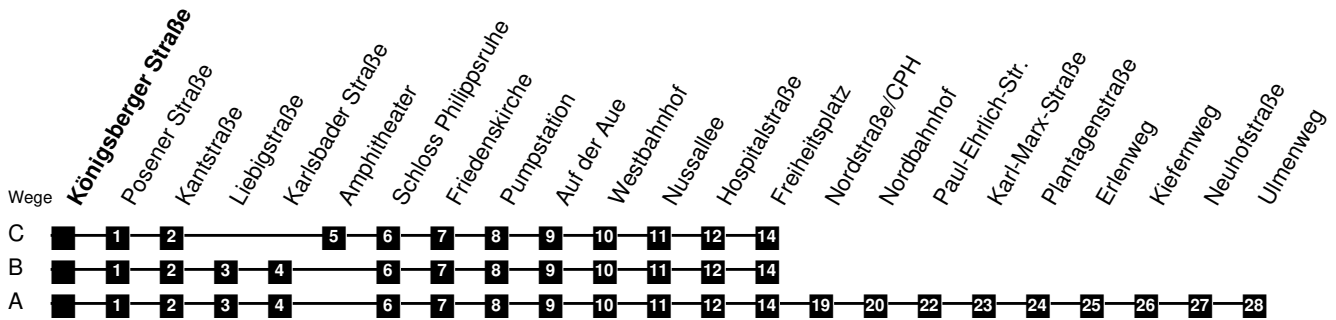 Königsberger Straße
Posener Straße
Kantstraße
Liebigstraße
Karlsbader Straße
Amphitheater
Schloss Philippsruhe
Friedenskirche
Pumpstation
Auf der Aue
Westbahnhof
Nussallee
Hospitalstraße
Freiheitsplatz
Nordstraße/CPH
Nordbahnhof
Paul-Ehrlich-Str.
Karl-Marx-Straße
Plantagenstraße
Erlenweg
Kiefernweg
Neuhofstraße
Ulmenweg
Wege
C 1 2 5 6 7 8 9 10 11 12 14
B 1 2 3 4 6 7 8 9 10 11 12 14
A 1 2 3 4 6 7 8 9 10 11 12 14 19 20 22 23 24 25 26 27 28